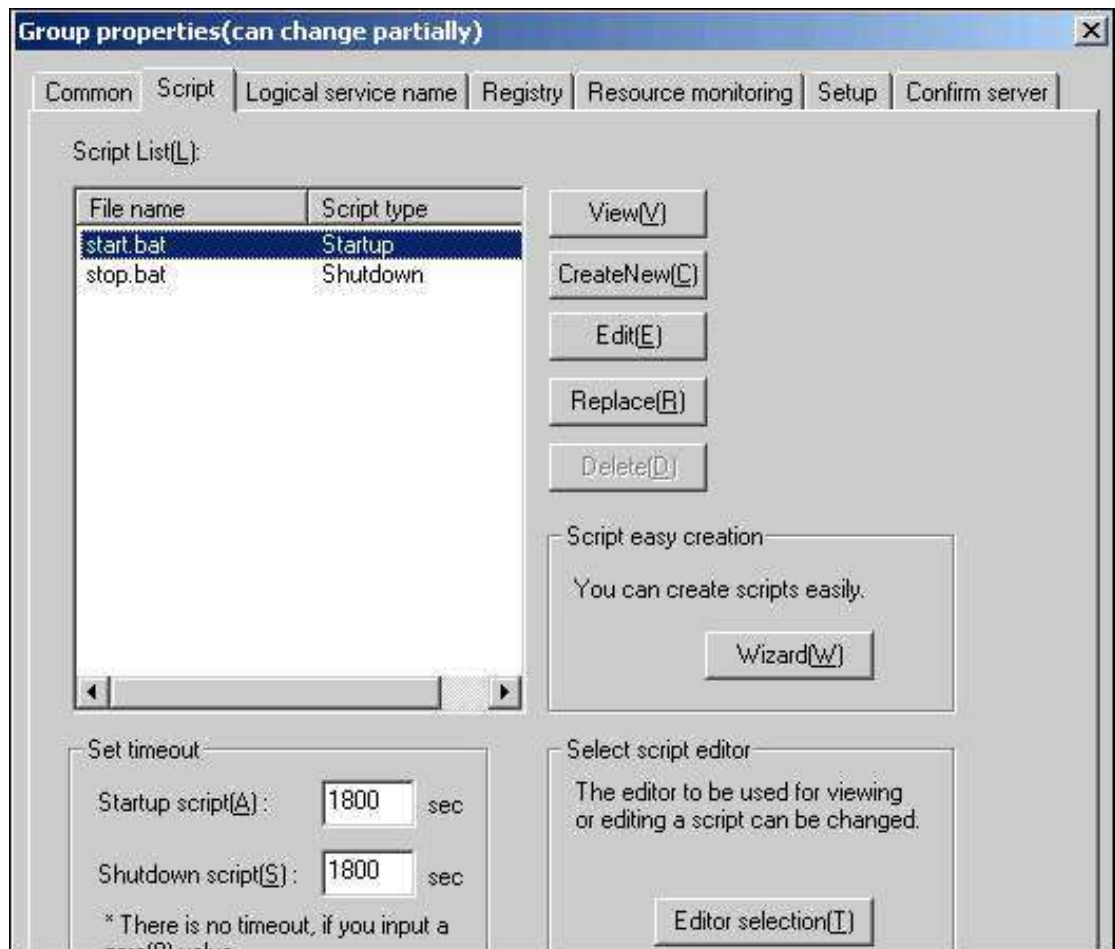 Group properties(can change partially)
Common Script Logical service name Registry Resource monitoring Setup Confirm server
Script List(L):
File name Script type
start.bat Startup
stop.bat Shutdown
View(V)
CreateNew(C)
Edit(E)
Replace(R)
Delete(D)
Script easy creation
You can create scripts easily.
Wizard(W)
Set timeout
Startup script(A) : 1800 sec
Shutdown script(S) : 1800 sec
* There is no timeout, if you input a
Select script editor
The editor to be used for viewing
or editing a script can be changed.
Editor selection(T)